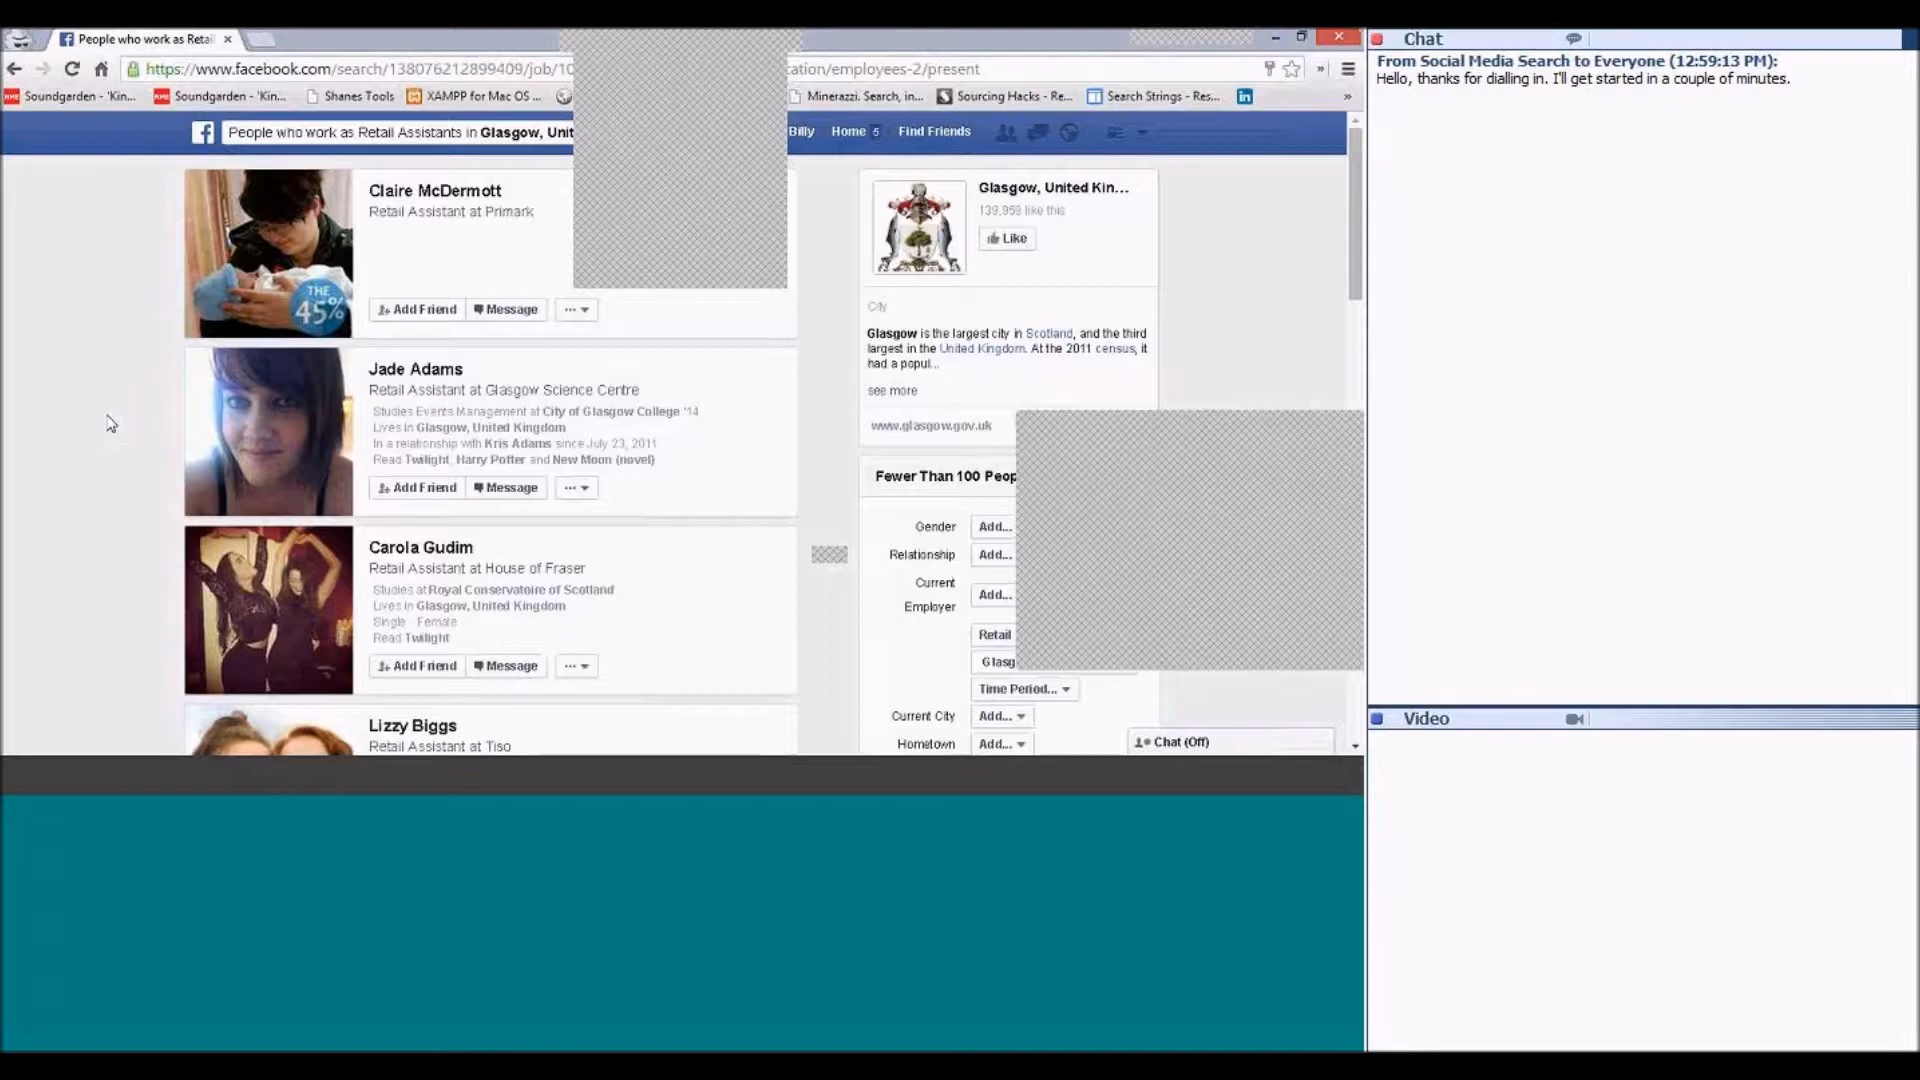 People who work as Retai
https://www.facebook.com/search/138076212899409/job/10
cation/employees-2/present
Soundgarden - 'Kin...
Soundgarden - 'Kin...
Shanes Tools
XAMPP for Mac OS ...
Minerazzi. Search, in...
Sourcing Hacks - Re...
Search Strings - Res...
»
People who work as Retail Assistants in Glasgow, Unit
Billy
Home 5
Find Friends
Claire McDermott
Retail Assistant at Primark
THE 45%
Add Friend
Message
...
Jade Adams
Retail Assistant at Glasgow Science Centre
Studies Events Management at City of Glasgow College '14
Lives in Glasgow, United Kingdom
In a relationship with Kris Adams since July 23, 2011
Read Twilight, Harry Potter and New Moon (novel)
Add Friend
Message
...
Carola Gudim
Retail Assistant at House of Fraser
Studies at Royal Conservatoire of Scotland
Lives in Glasgow, United Kingdom
Single · Female
Read Twilight
Add Friend
Message
...
Lizzy Biggs
Retail Assistant at Tiso
Glasgow, United Kin...
139,959 like this
Like
City
Glasgow is the largest city in Scotland, and the third
largest in the United Kingdom. At the 2011 census, it
had a popul...
see more
www.glasgow.gov.uk
Fewer Than 100 Peop
Gender Add...
Relationship Add...
Current
Employer Add...
Retail
Glasg
Time Period...
Current City Add...
Hometown Add...
Chat (Off)
Chat
From Social Media Search to Everyone (12:59:13 PM):
Hello, thanks for dialling in. I'll get started in a couple of minutes.
Video